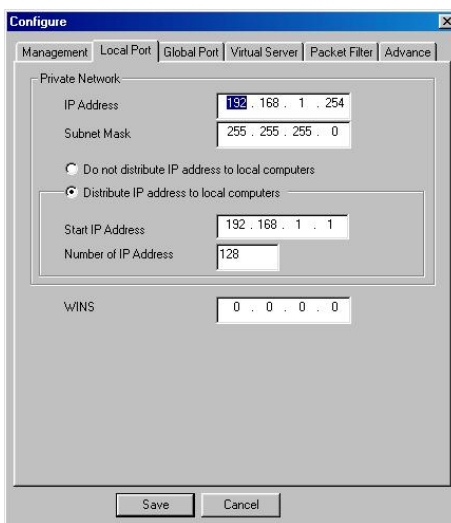 Configure
Management Local Port Global Port Virtual Server Packet Filter Advance
Private Network
IP Address 192 . 168 . 1 . 254
Subnet Mask 255 . 255 . 255 . 0
Do not distribute IP address to local computers
Distribute IP address to local computers
Start IP Address 192 . 168 . 1 . 1
Number of IP Address 128
WINS 0 . 0 . 0 . 0
Save Cancel